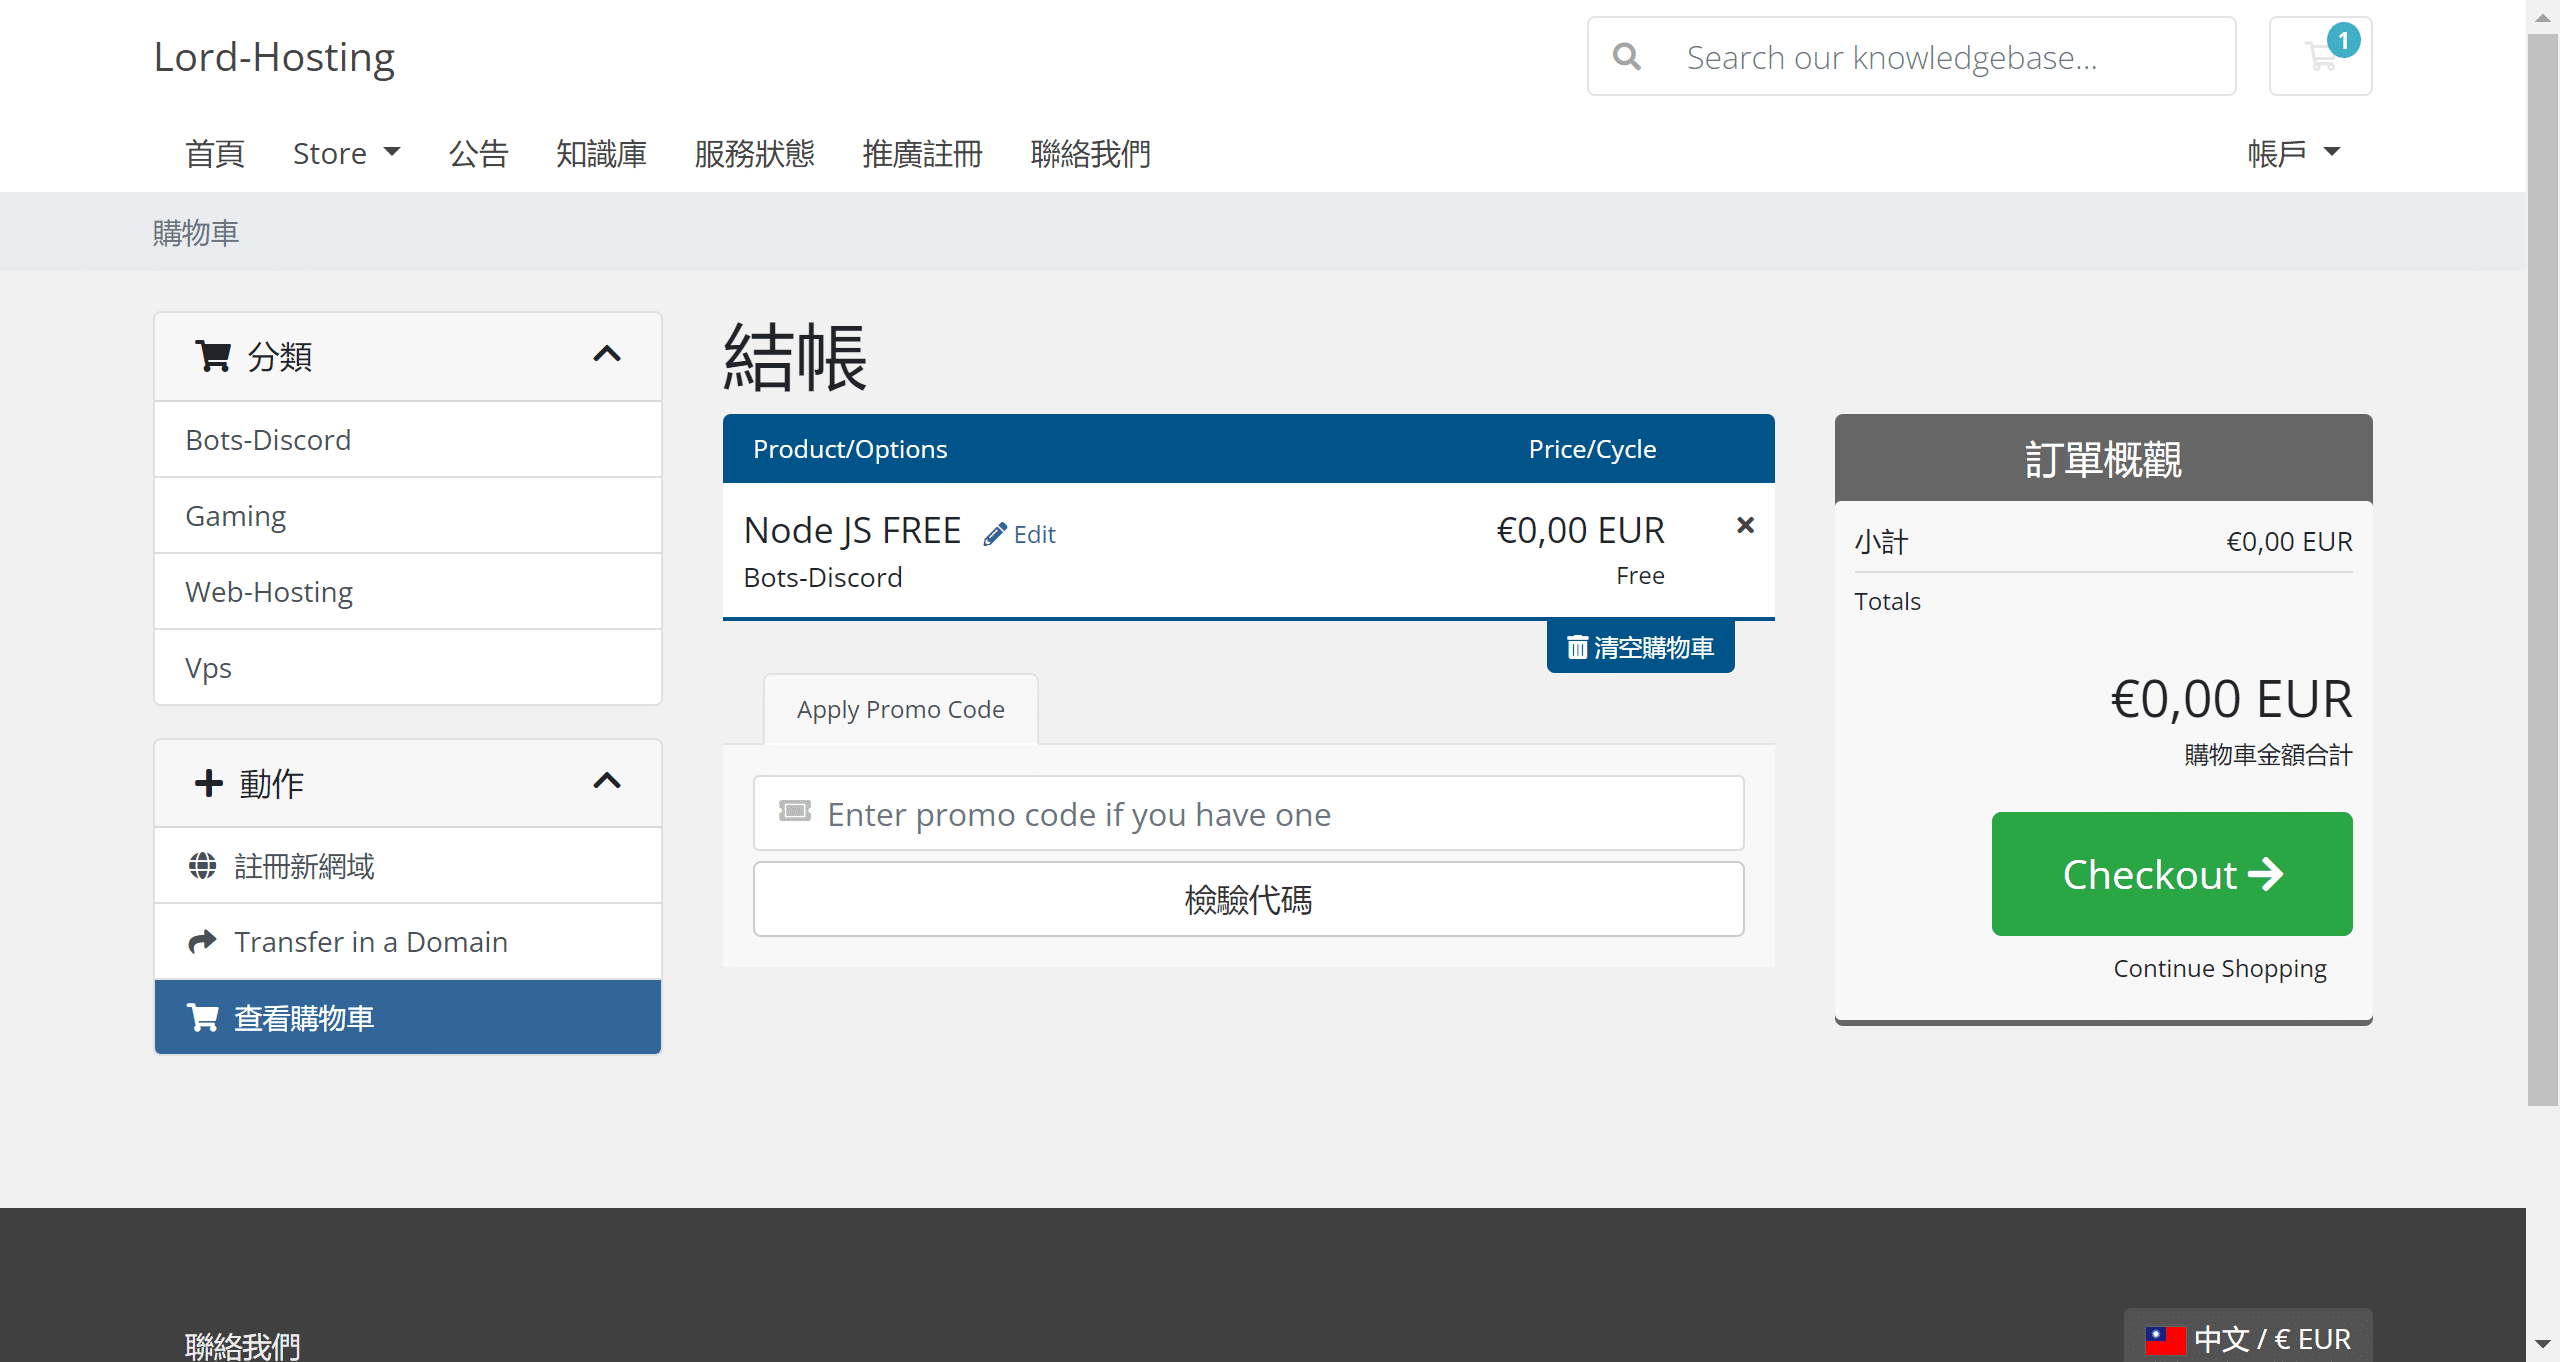 Lord-Hosting
Search our knowledgebase...
1
首頁 Store 公告 知識庫 服務狀態 推廣註冊 聯絡我們 帳戶
購物車
分類
Bots-Discord
Gaming
Web-Hosting
Vps
動作
註冊新網域
Transfer in a Domain
查看購物車
結帳
Product/Options Price/Cycle
Node JS FREE Edit €0,00 EUR
Bots-Discord Free
清空購物車
Apply Promo Code
Enter promo code if you have one
檢驗代碼
訂單概觀
小計 €0,00 EUR
Totals
€0,00 EUR
購物車金額合計
Checkout
Continue Shopping
聯絡我們
中文 / € EUR